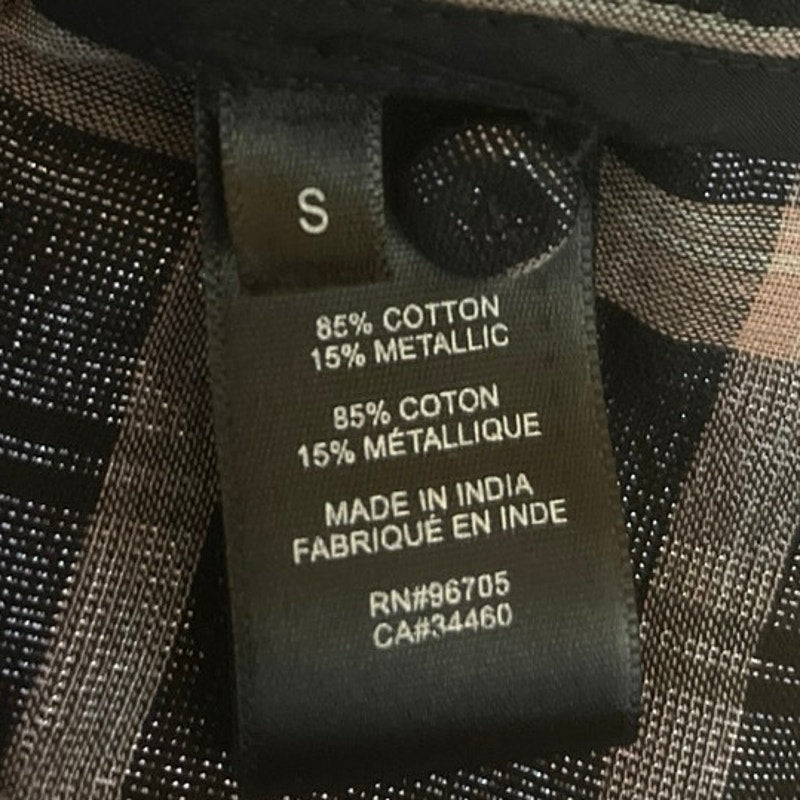 S
85% COTTON
15% METALLIC
85% COTON
15% MÉTALLIQUE
MADE IN INDIA
FABRIQUÉ EN INDE
RN#96705
CA#34460